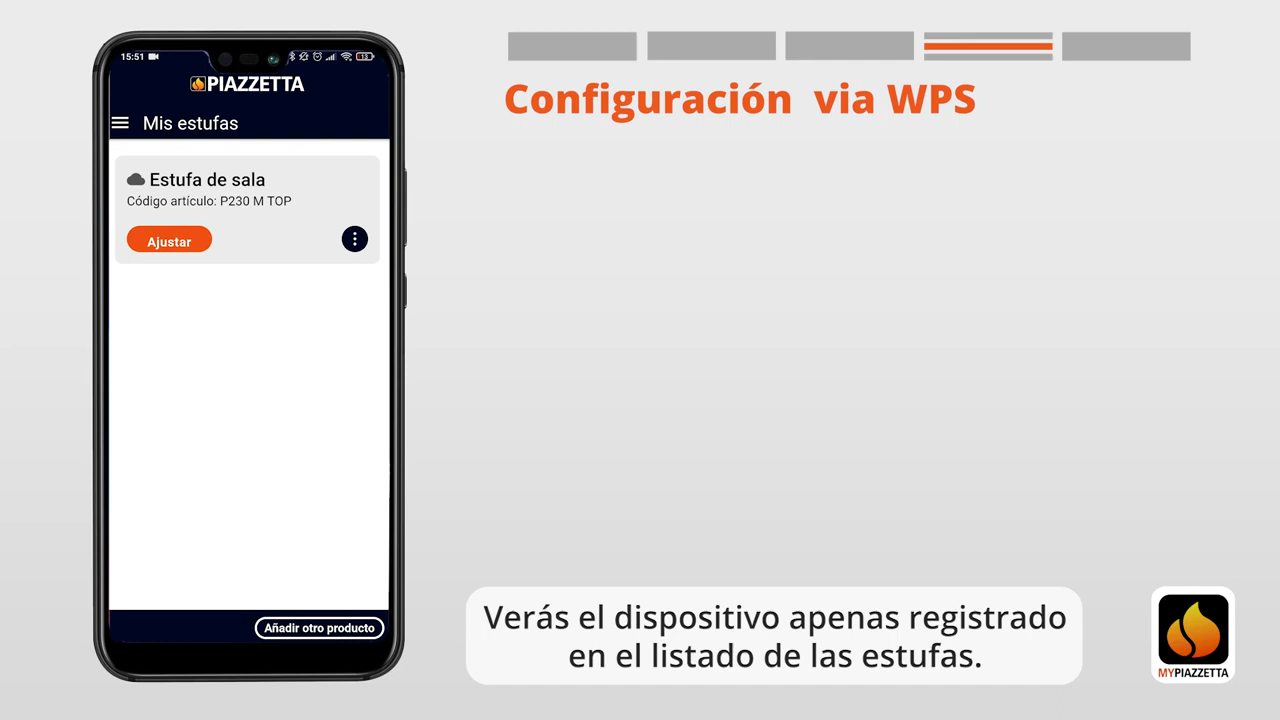 15:51
13
PIAZZETTA
Mis estufas
Estufa de sala
Código artículo: P230 M TOP
Ajustar
Añadir otro producto
Configuración via WPS
Verás el dispositivo apenas registrado
en el listado de las estufas.
MYPIAZZETTA